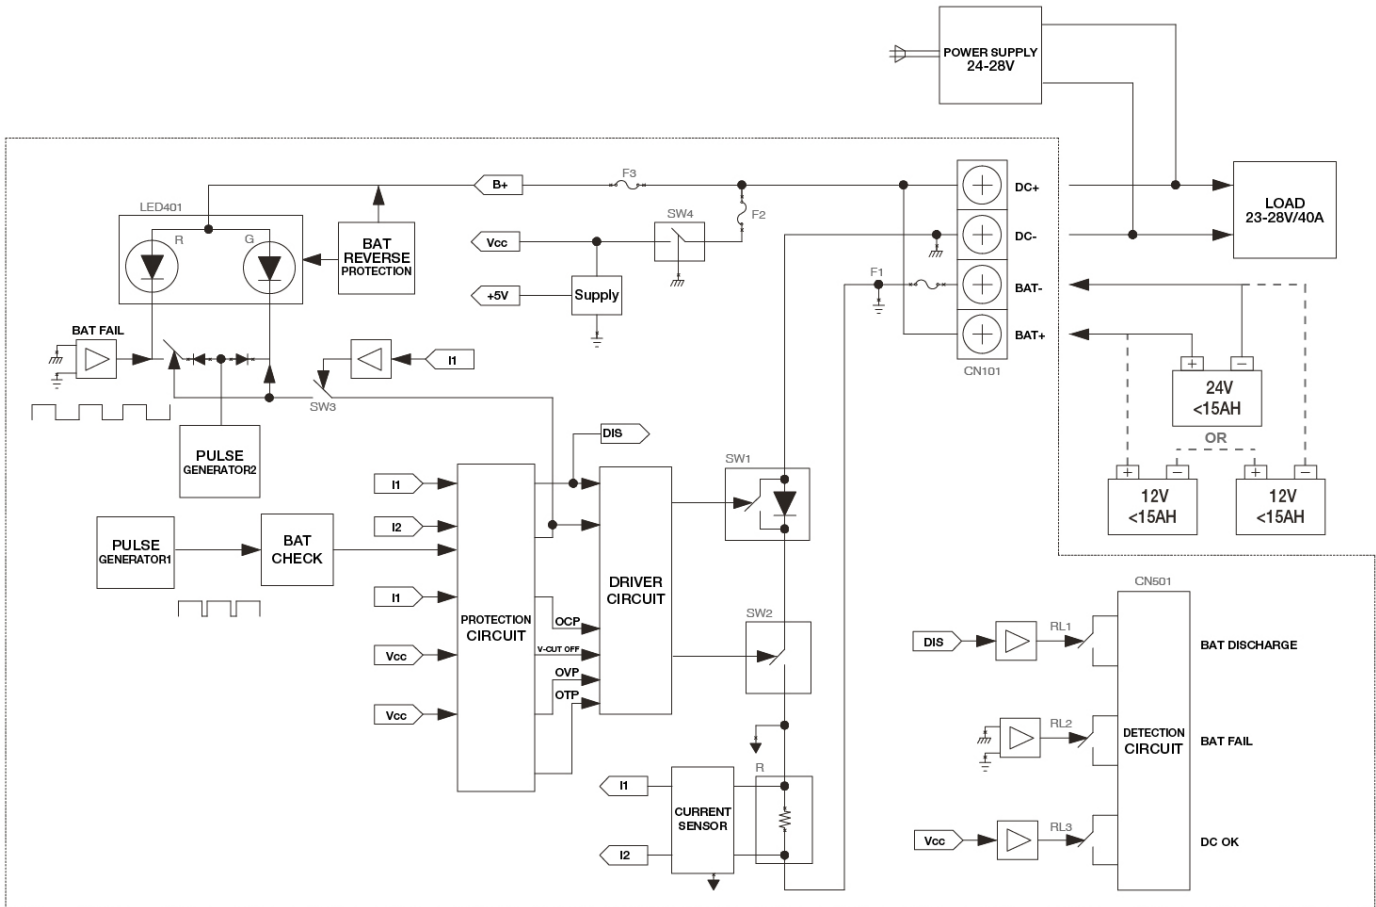 POWER SUPPLY
24-28V
F3
B+
DC+
LOAD
23-28V/40A
LED401
R
G
BAT
REVERSE
PROTECTION
SW4
F2
Vcc
DC-
F1
+5V
Supply
BAT-
BAT FAIL
BAT+
I1
CN101
+
−
24V
<15AH
SW3
OR
DIS
PULSE
GENERATOR2
SW1
+
−
+
−
12V
<15AH
12V
<15AH
I1
I2
PULSE
GENERATOR1
BAT
CHECK
I1
DRIVER
CIRCUIT
CN501
PROTECTION
CIRCUIT
OCP
SW2
DIS
RL1
BAT DISCHARGE
Vcc
V-CUT OFF
OVP
OTP
Vcc
RL2
DETECTION
CIRCUIT
BAT FAIL
R
I1
CURRENT
SENSOR
I2
Vcc
RL3
DC OK